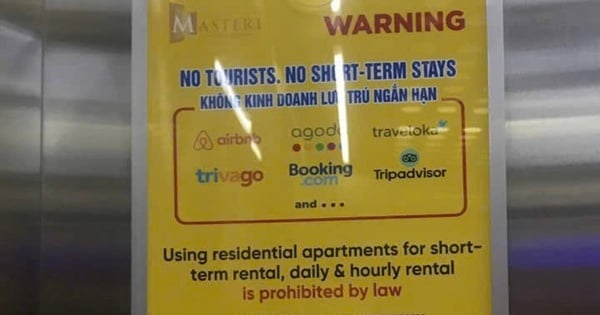 MASTERI WARNING
NO TOURISTS. NO SHORT-TERM STAYS
KHÔNG KINH DOANH LƯU TRÚ NGẮN HẠN
airbnb agoda traveloka
trivago Booking.com Tripadvisor
and •••
Using residential apartments for short-
term rental, daily & hourly rental
is prohibited by law